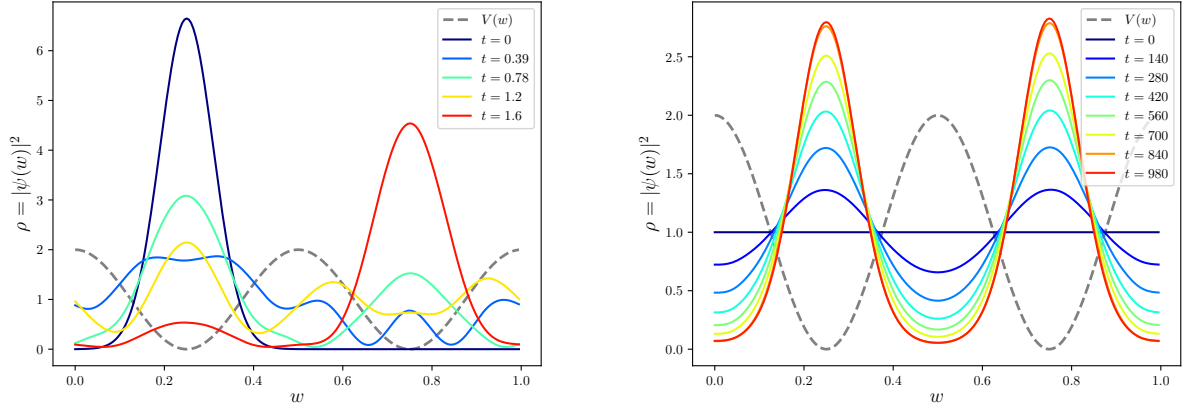 ρ = |ψ(w)|²
6
5
4
3
2
1
0
0.0 0.2 0.4 0.6 0.8 1.0
w
V(w)
t = 0
t = 0.39
t = 0.78
t = 1.2
t = 1.6
ρ = |ψ(w)|²
2.5
2.0
1.5
1.0
0.5
0.0
0.0 0.2 0.4 0.6 0.8 1.0
w
V(w)
t = 0
t = 140
t = 280
t = 420
t = 560
t = 700
t = 840
t = 980